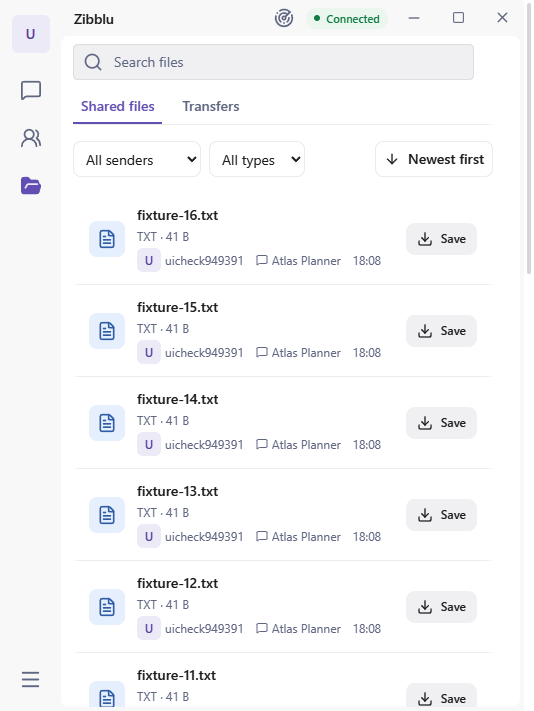 U
Zibblu
Connected
Search files
Shared files
Transfers
All senders
All types
Newest first
fixture-16.txt
TXT · 41 B
U uicheck949391 Atlas Planner 18:08
Save
fixture-15.txt
TXT · 41 B
U uicheck949391 Atlas Planner 18:08
Save
fixture-14.txt
TXT · 41 B
U uicheck949391 Atlas Planner 18:08
Save
fixture-13.txt
TXT · 41 B
U uicheck949391 Atlas Planner 18:08
Save
fixture-12.txt
TXT · 41 B
U uicheck949391 Atlas Planner 18:08
Save
fixture-11.txt
TXT · 41 B
Save